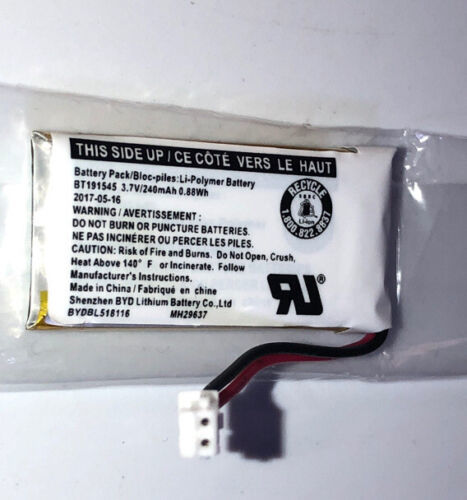 THIS SIDE UP / CE CÔTÉ VERS LE HAUT
Battery Pack/Bloc-piles:Li-Polymer Battery
BT191545 3.7V/240mAh 0.88Wh
2017-05-16
WARNING / AVERTISSEMENT :
DO NOT BURN OR PUNCTURE BATTERIES.
NE PAS INCINÉRER OU PERCER LES PILES.
CAUTION: Risk of Fire and Burns. Do Not Open, Crush,
Heat Above 140° F or Incinerate. Follow
Manufacturer's Instructions.
Made in China / Fabriqué en chine
Shenzhen BYD Lithium Battery Co.,Ltd
BYDBL518116 MH29637
RECYCLE
Li-ion
1.800.822.8837
RU